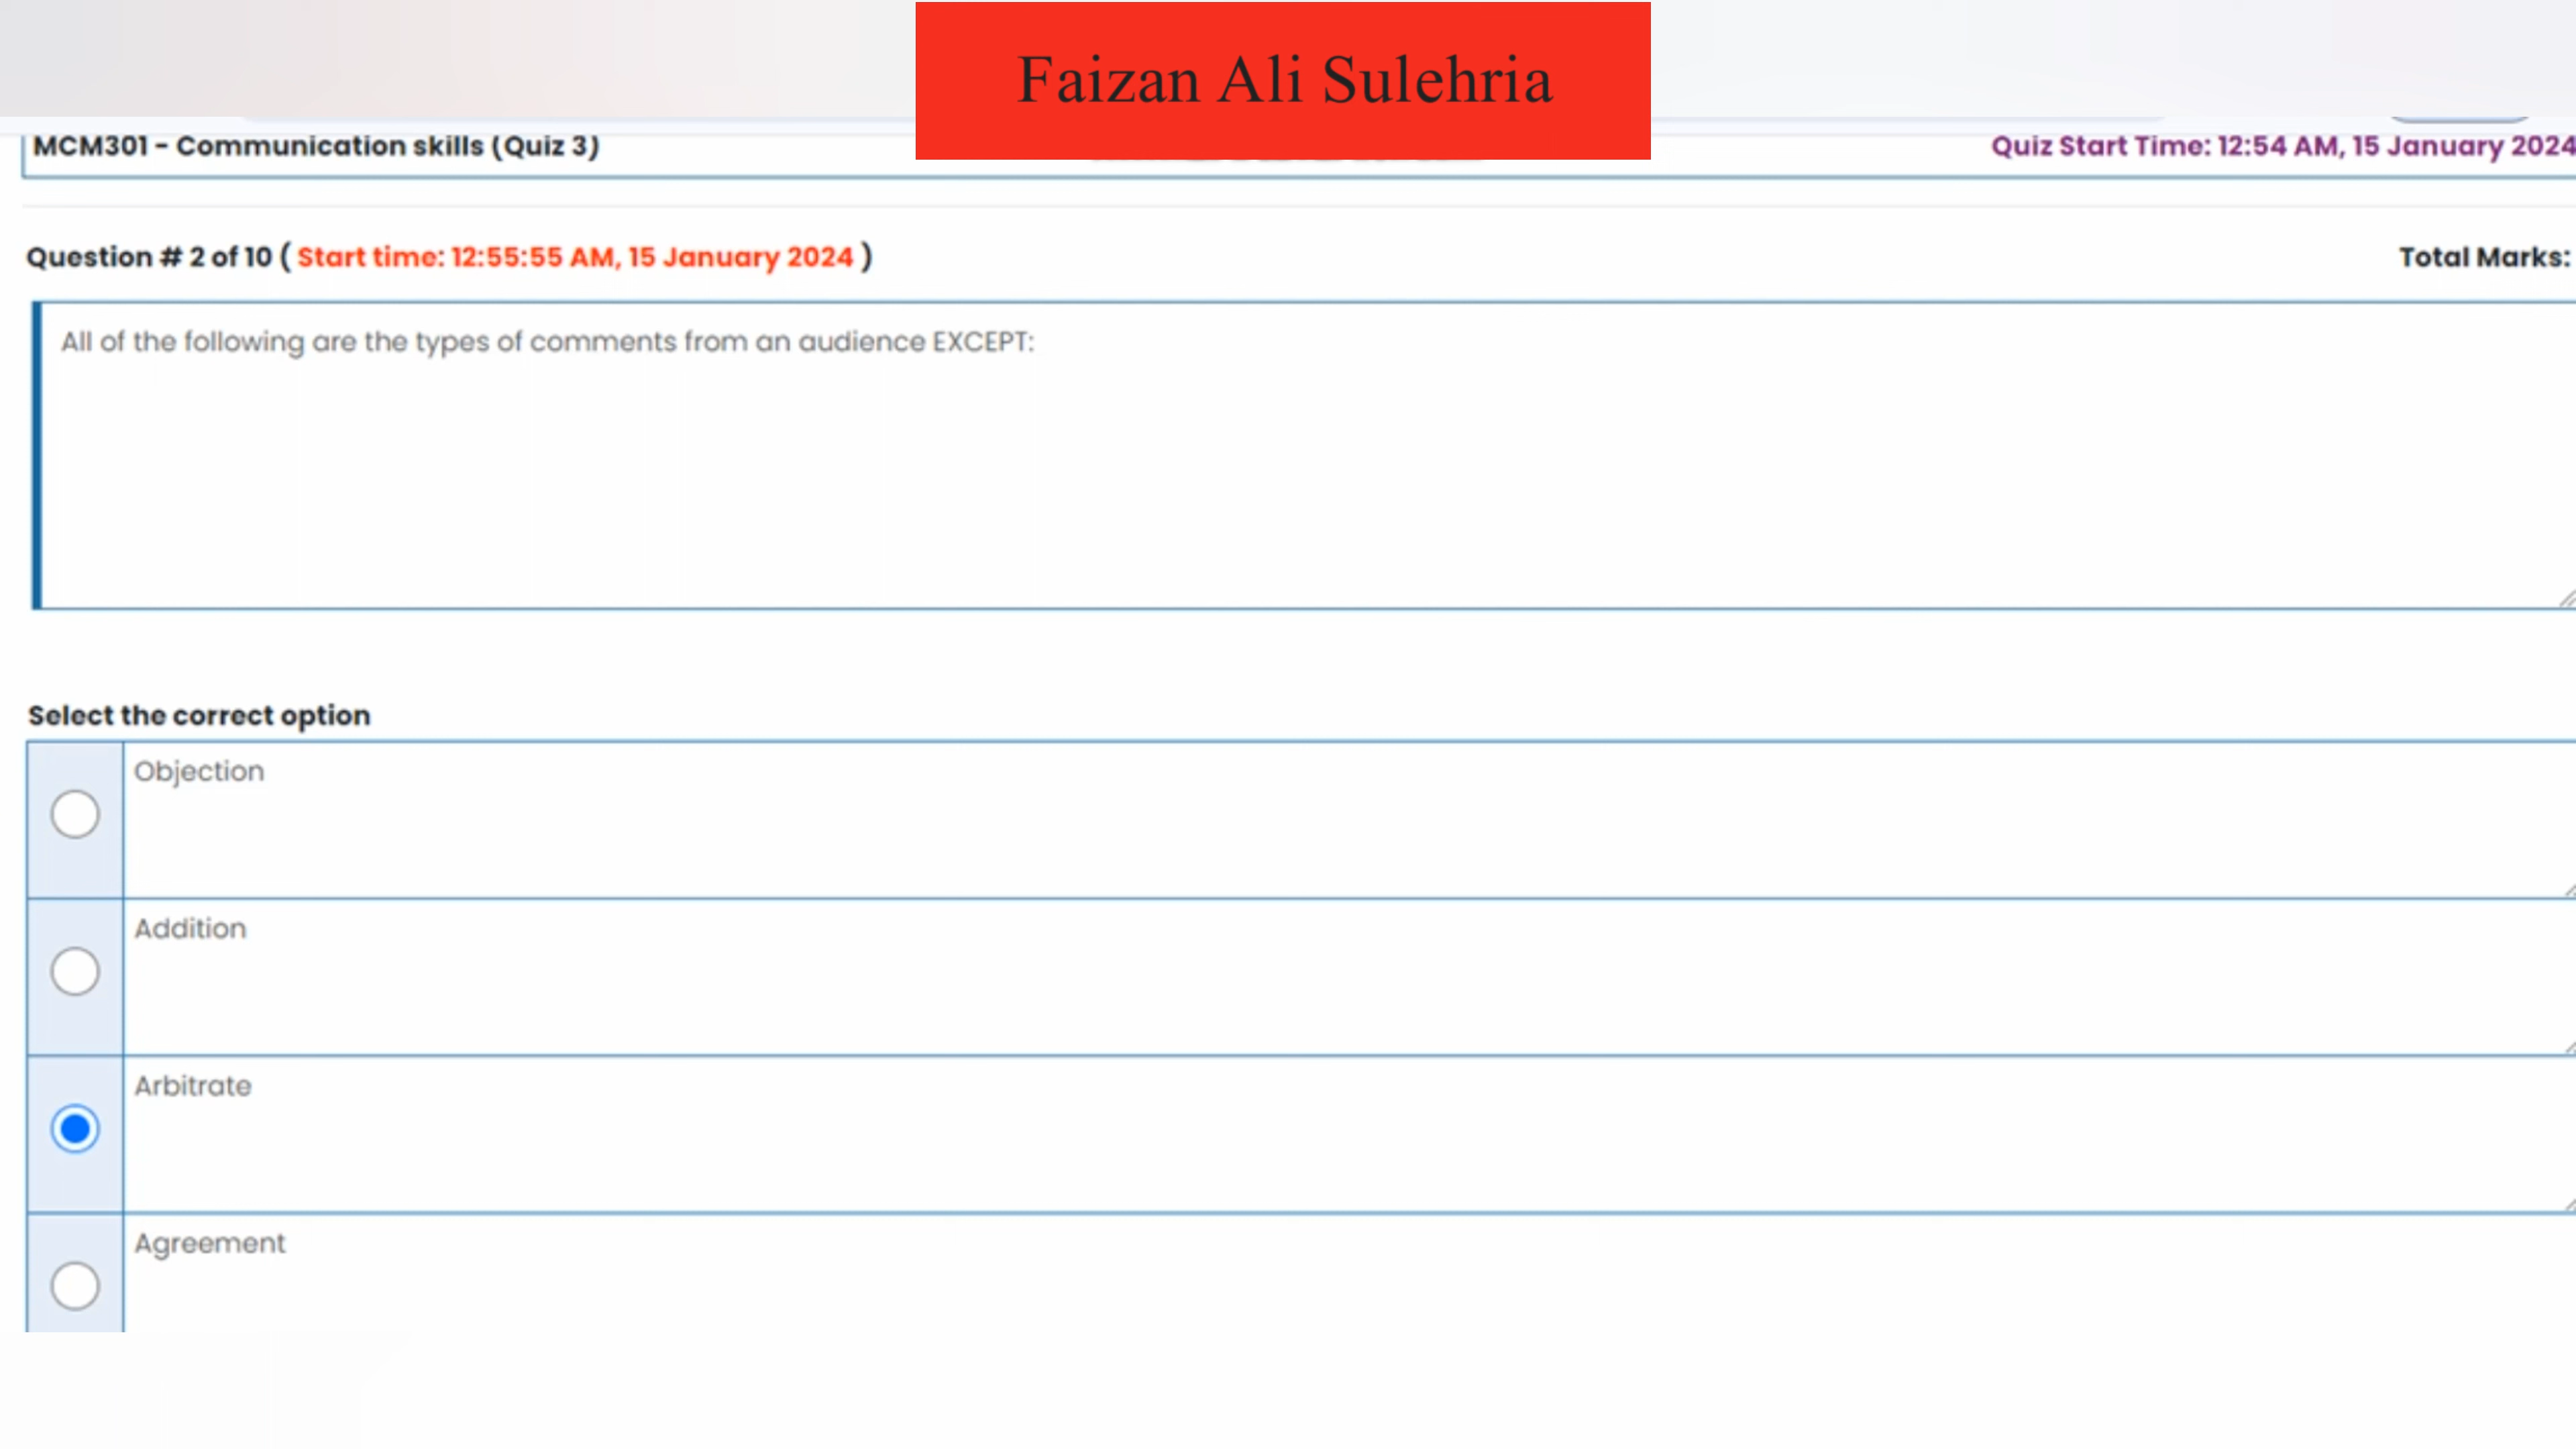 Faizan Ali Sulehria
MCM301 - Communication skills (Quiz 3)
Quiz Start Time: 12:54 AM, 15 January 2024
Question # 2 of 10 ( Start time: 12:55:55 AM, 15 January 2024 )
Total Marks:
All of the following are the types of comments from an audience EXCEPT:
Select the correct option
Objection
Addition
Arbitrate
Agreement